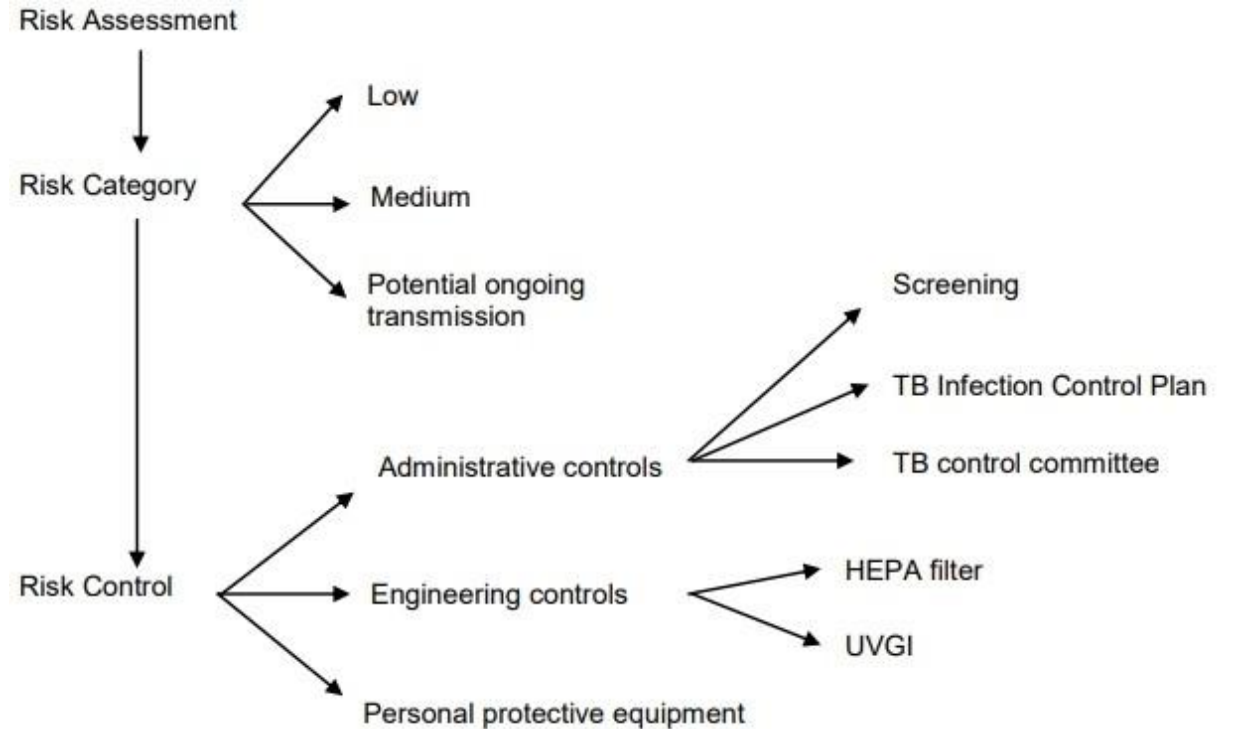 Risk Assessment
Low
Risk Category
Medium
Potential ongoing
transmission
Screening
TB Infection Control Plan
Administrative controls
TB control committee
Risk Control
Engineering controls
HEPA filter
UVGI
Personal protective equipment